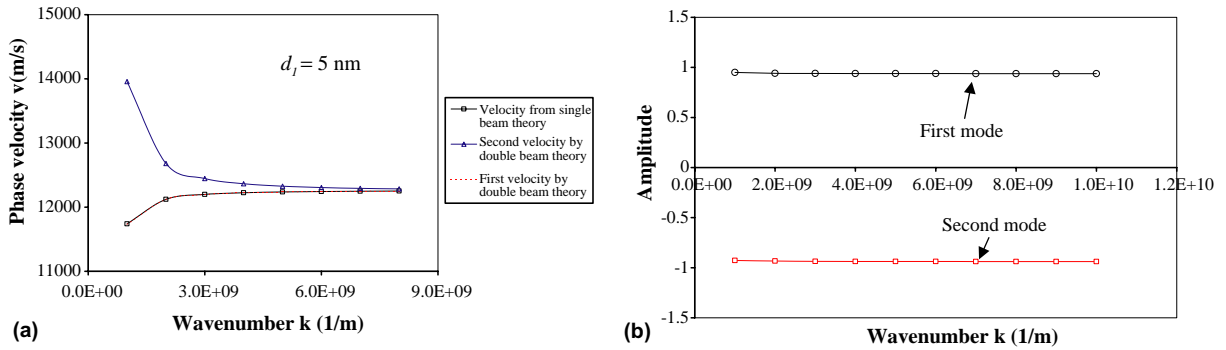 15000
14000
13000
12000
11000
Phase velocity v(m/s)
d1 = 5 nm
0.0E+00
3.0E+09
6.0E+09
9.0E+09
Wavenumber k (1/m)
(a)
Velocity from single
beam theory
Second velocity by
double beam theory
First velocity by
double beam theory
1.5
1
0.5
0
-0.5
-1
-1.5
Amplitude
First mode
0.0E+00
2.0E+09
4.0E+09
6.0E+09
8.0E+09
1.0E+10
1.2E+10
Second mode
Wavenumber k (1/m)
(b)